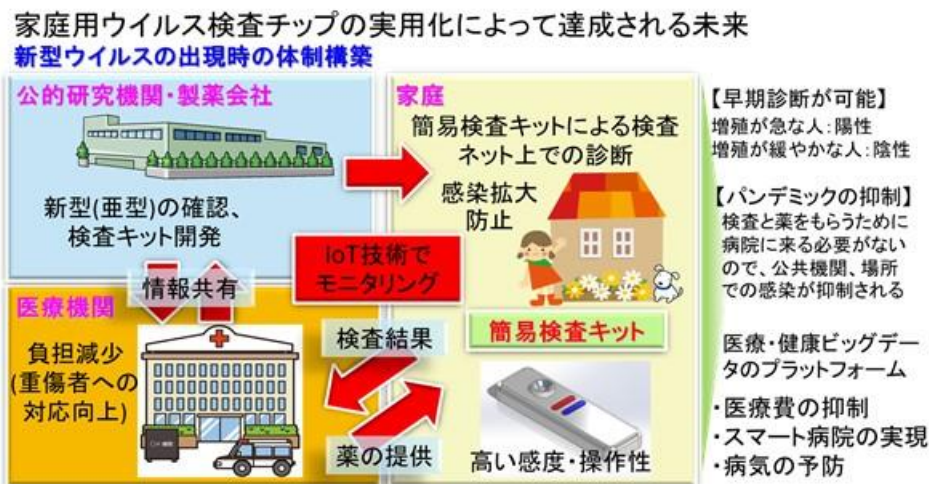 家庭用ウイルス検査チップの実用化によって達成される未来
新型ウイルスの出現時の体制構築
公的研究機関・製薬会社
新型(亜型)の確認、
検査キット開発
情報共有
医療機関
負担減少
(重傷者への
対応向上)
IoT技術で
モニタリング
検査結果
薬の提供
家庭
簡易検査キットによる検査
ネット上での診断
感染拡大
防止
簡易検査キット
高い感度・操作性
【早期診断が可能】
増殖が急な人:陽性
増殖が緩やかな人:陰性
【パンデミックの抑制】
検査と薬をもらうために
病院に来る必要がない
ので、公共機関、場所
での感染が抑制される
医療・健康ビッグデー
タのプラットフォーム
・医療費の抑制
・スマート病院の実現
・病気の予防